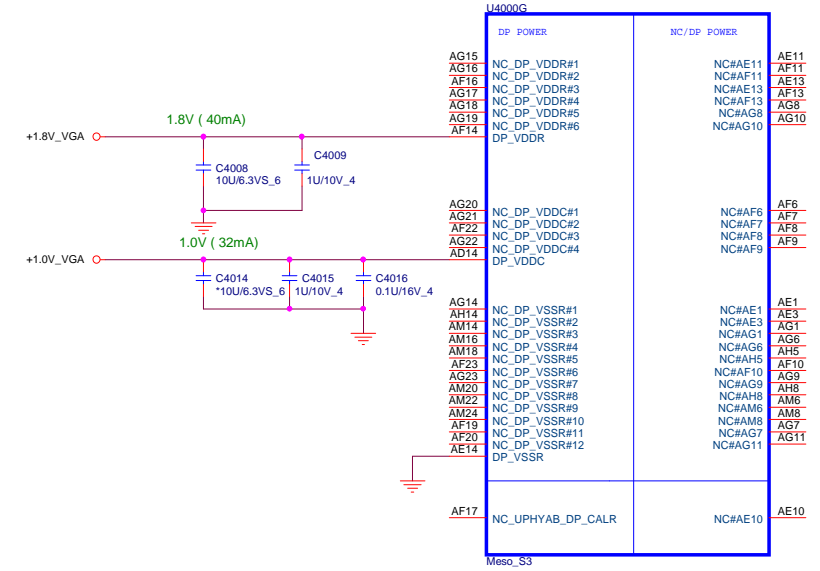 U4000G
DP POWER
NC/DP POWER
AG15 NC_DP_VDDR#1
AG16 NC_DP_VDDR#2
AF16 NC_DP_VDDR#3
AG17 NC_DP_VDDR#4
AG18 NC_DP_VDDR#5
AG19 NC_DP_VDDR#6
AF14 DP_VDDR
NC#AE11 AE11
NC#AF11 AF11
NC#AE13 AE13
NC#AF13 AF13
NC#AG8 AG8
NC#AG10 AG10
1.8V ( 40mA)
+1.8V_VGA
C4008
10U/6.3VS_6
C4009
1U/10V_4
AG20 NC_DP_VDDC#1
AG21 NC_DP_VDDC#2
AF22 NC_DP_VDDC#3
AG22 NC_DP_VDDC#4
AD14 DP_VDDC
NC#AF6 AF6
NC#AF7 AF7
NC#AF8 AF8
NC#AF9 AF9
1.0V ( 32mA)
+1.0V_VGA
C4014
*10U/6.3VS_6
C4015
1U/10V_4
C4016
0.1U/16V_4
AG14 NC_DP_VSSR#1
AH14 NC_DP_VSSR#2
AM14 NC_DP_VSSR#3
AM16 NC_DP_VSSR#4
AM18 NC_DP_VSSR#5
AF23 NC_DP_VSSR#6
AG23 NC_DP_VSSR#7
AM20 NC_DP_VSSR#8
AM22 NC_DP_VSSR#9
AM24 NC_DP_VSSR#10
AF19 NC_DP_VSSR#11
AF20 NC_DP_VSSR#12
AE14 DP_VSSR
NC#AE1 AE1
NC#AE3 AE3
NC#AG1 AG1
NC#AG6 AG6
NC#AH5 AH5
NC#AF10 AF10
NC#AG9 AG9
NC#AH8 AH8
NC#AM6 AM6
NC#AM8 AM8
NC#AG7 AG7
NC#AG11 AG11
AF17 NC_UPHYAB_DP_CALR
NC#AE10 AE10
Meso_S3